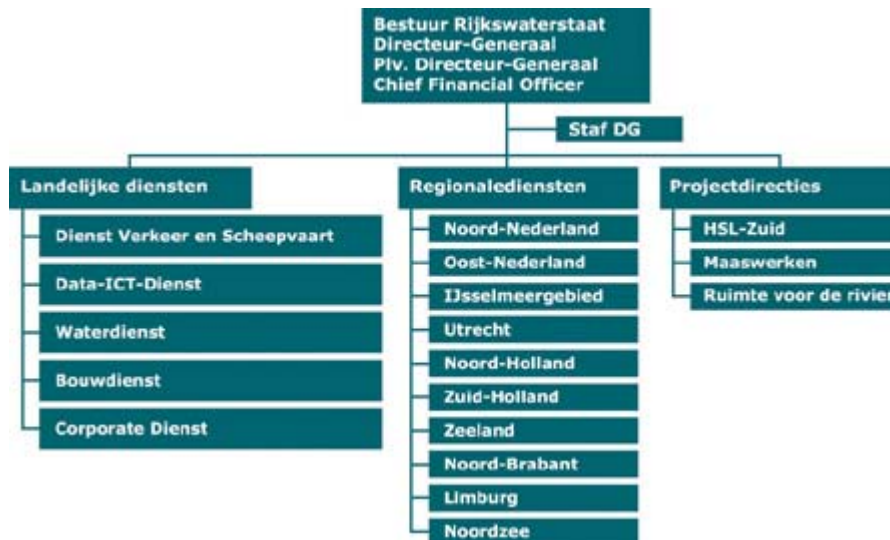 Bestuur Rijkswaterstaat
Directeur-Generaal
Plv. Directeur-Generaal
Chief Financial Officer
Staf DG
Landelijke diensten
Dienst Verkeer en Scheepvaart
Data-ICT-Dienst
Waterdienst
Bouwdienst
Corporate Dienst
Regionalediensten
Noord-Nederland
Oost-Nederland
IJsselmeergebied
Utrecht
Noord-Holland
Zuid-Holland
Zeeland
Noord-Brabant
Limburg
Noordzee
Projectdirecties
HSL-Zuid
Maaswerken
Ruimte voor de rivier